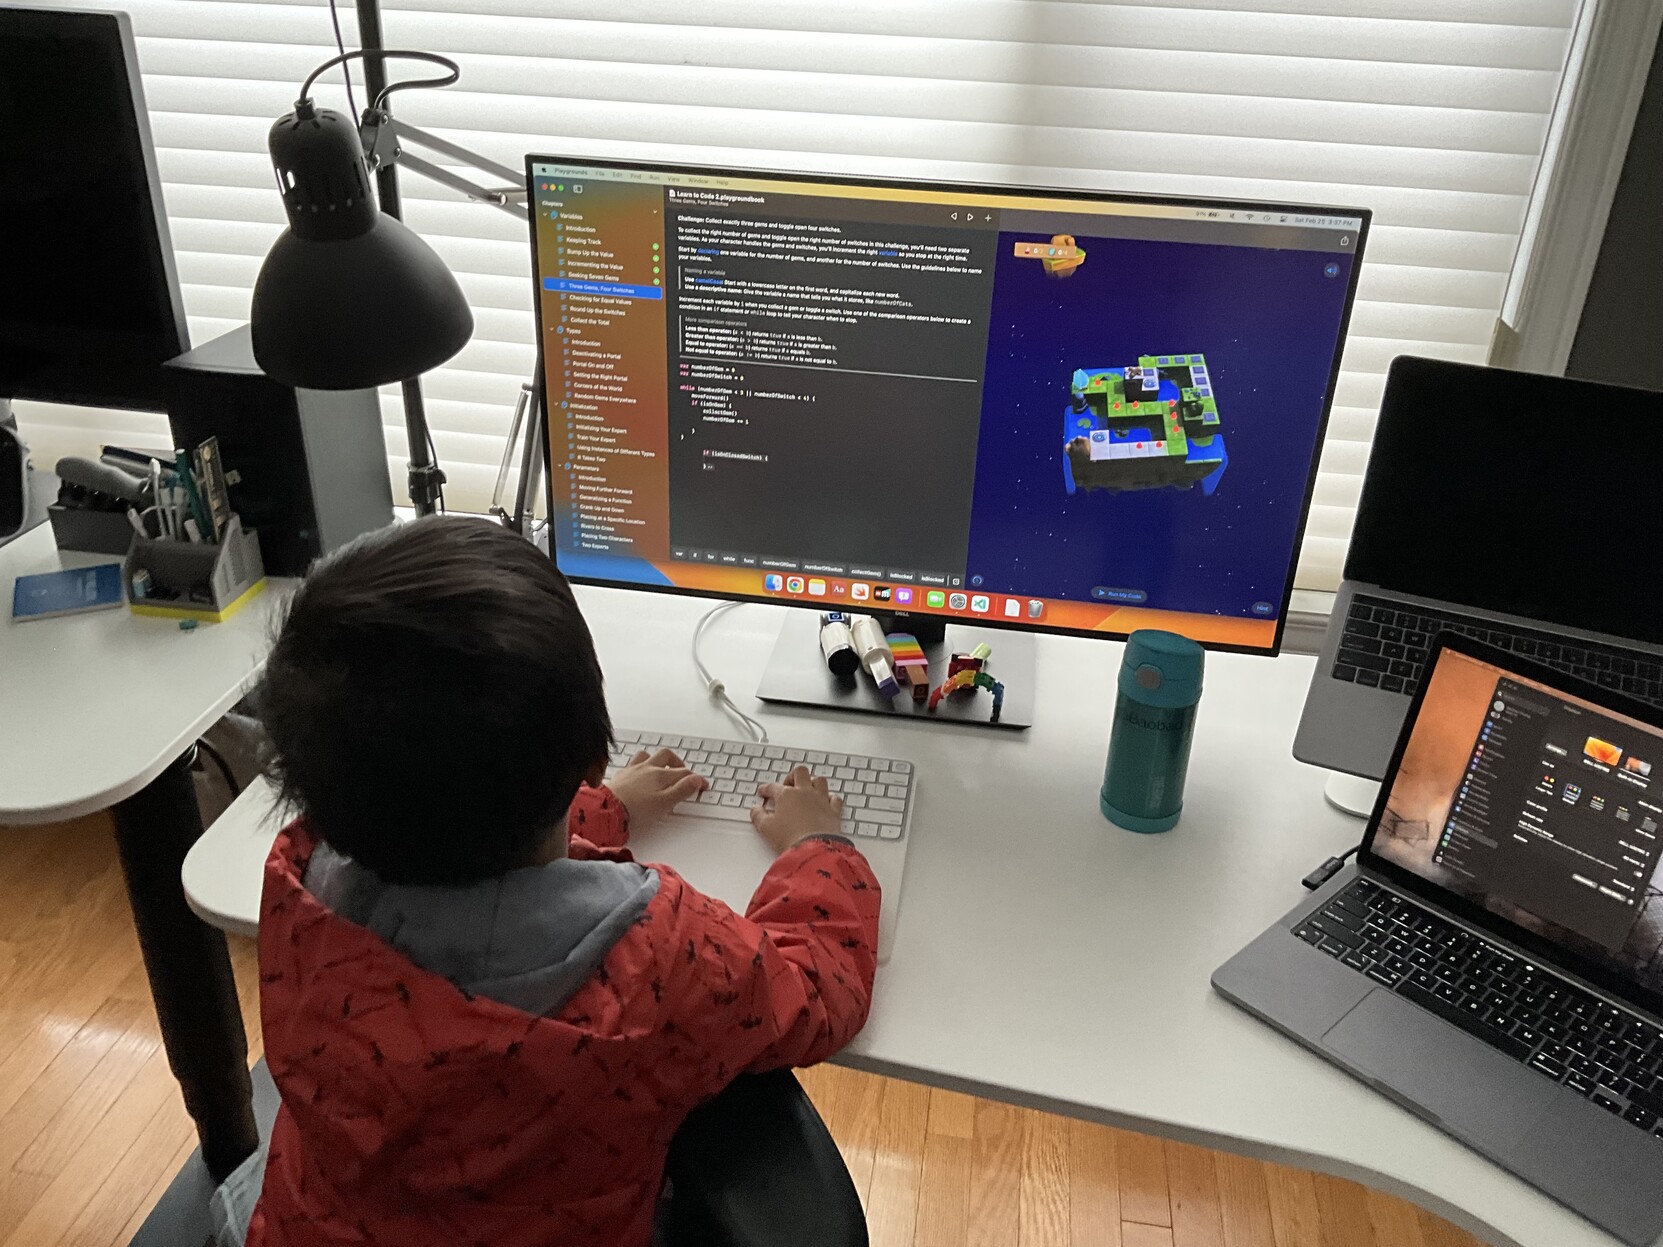 Playgrounds File Edit Find Run View Window Help
Sat Feb 25 5:37 PM
Chapters
Variables
Introduction
Keeping Track
Bump Up the Value
Incrementing the Value
Seeking Seven Gems
Three Gems, Four Switches
Checking for Equal Values
Round Up the Switches
Collect the Total
Types
Introduction
Deactivating a Portal
Portal On and Off
Setting the Right Portal
Corners of the World
Random Gems Everywhere
Initialization
Introduction
Initializing Your Expert
Train Your Expert
Using Instances of Different Types
It Takes Two
Parameters
Introduction
Moving Further Forward
Generalizing a Function
Crank Up and Down
Placing at a Specific Location
Rivers to Cross
Placing Two Characters
Two Experts
Learn to Code 2.playgroundbook
Three Gems, Four Switches
Challenge: Collect exactly three gems and toggle open four switches.
To collect the right number of gems and toggle open the right number of switches in this challenge, you'll need two separate
variables. As your character handles the gems and switches, you'll increment the right variable so you stop at the right time.
Start by declaring one variable for the number of gems, and another for the number of switches. Use the guidelines below to name
your variables.
Naming a variable
Use camelCase: Start with a lowercase letter on the first word, and capitalize each new word.
Use a descriptive name: Give the variable a name that tells you what it stores, like numberOfCats.
Increment each variable by 1 when you collect a gem or toggle a switch. Use one of the comparison operators below to create a
condition in an if statement or while loop to tell your character when to stop.
More comparison operators
Less than operator: (a < b) returns true if a is less than b.
Greater than operator: (a > b) returns true if a is greater than b.
Equal to operator: (a == b) returns true if a equals b.
Not equal to operator: (a != b) returns true if a is not equal to b.
var numberOfGem = 0
var numberOfSwitch = 0
while (numberOfGem < 3 || numberOfSwitch < 4) {
moveForward()
if (isOnGem) {
collectGem()
numberOfGem += 1
}
}
if (isOnClosedSwitch) {
}
var if for while func numberOfGem numberOfSwitch collectGem() isBlocked isBlocked
Run My Code
Hint
DELL
Baobao